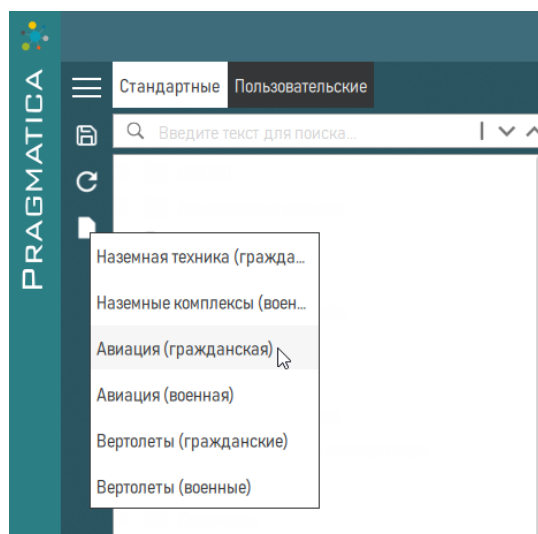 PRAGMATICA
Стандартные Пользовательские
Введите текст для поиска...
Наземная техника (гражда...
Наземные комплексы (воен...
Авиация (гражданская)
Авиация (военная)
Вертолеты (гражданские)
Вертолеты (военные)